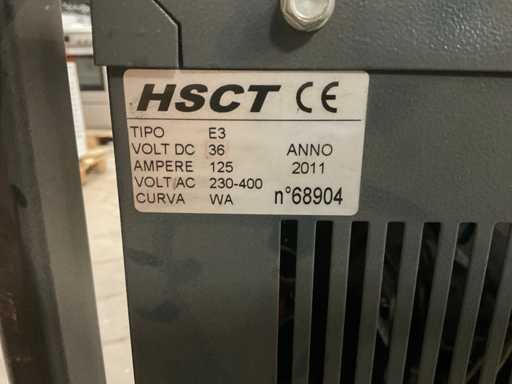 HSCT CE
TIPO E3
VOLT DC 36 ANNO
AMPERE 125 2011
VOLT AC 230-400
CURVA WA n°68904